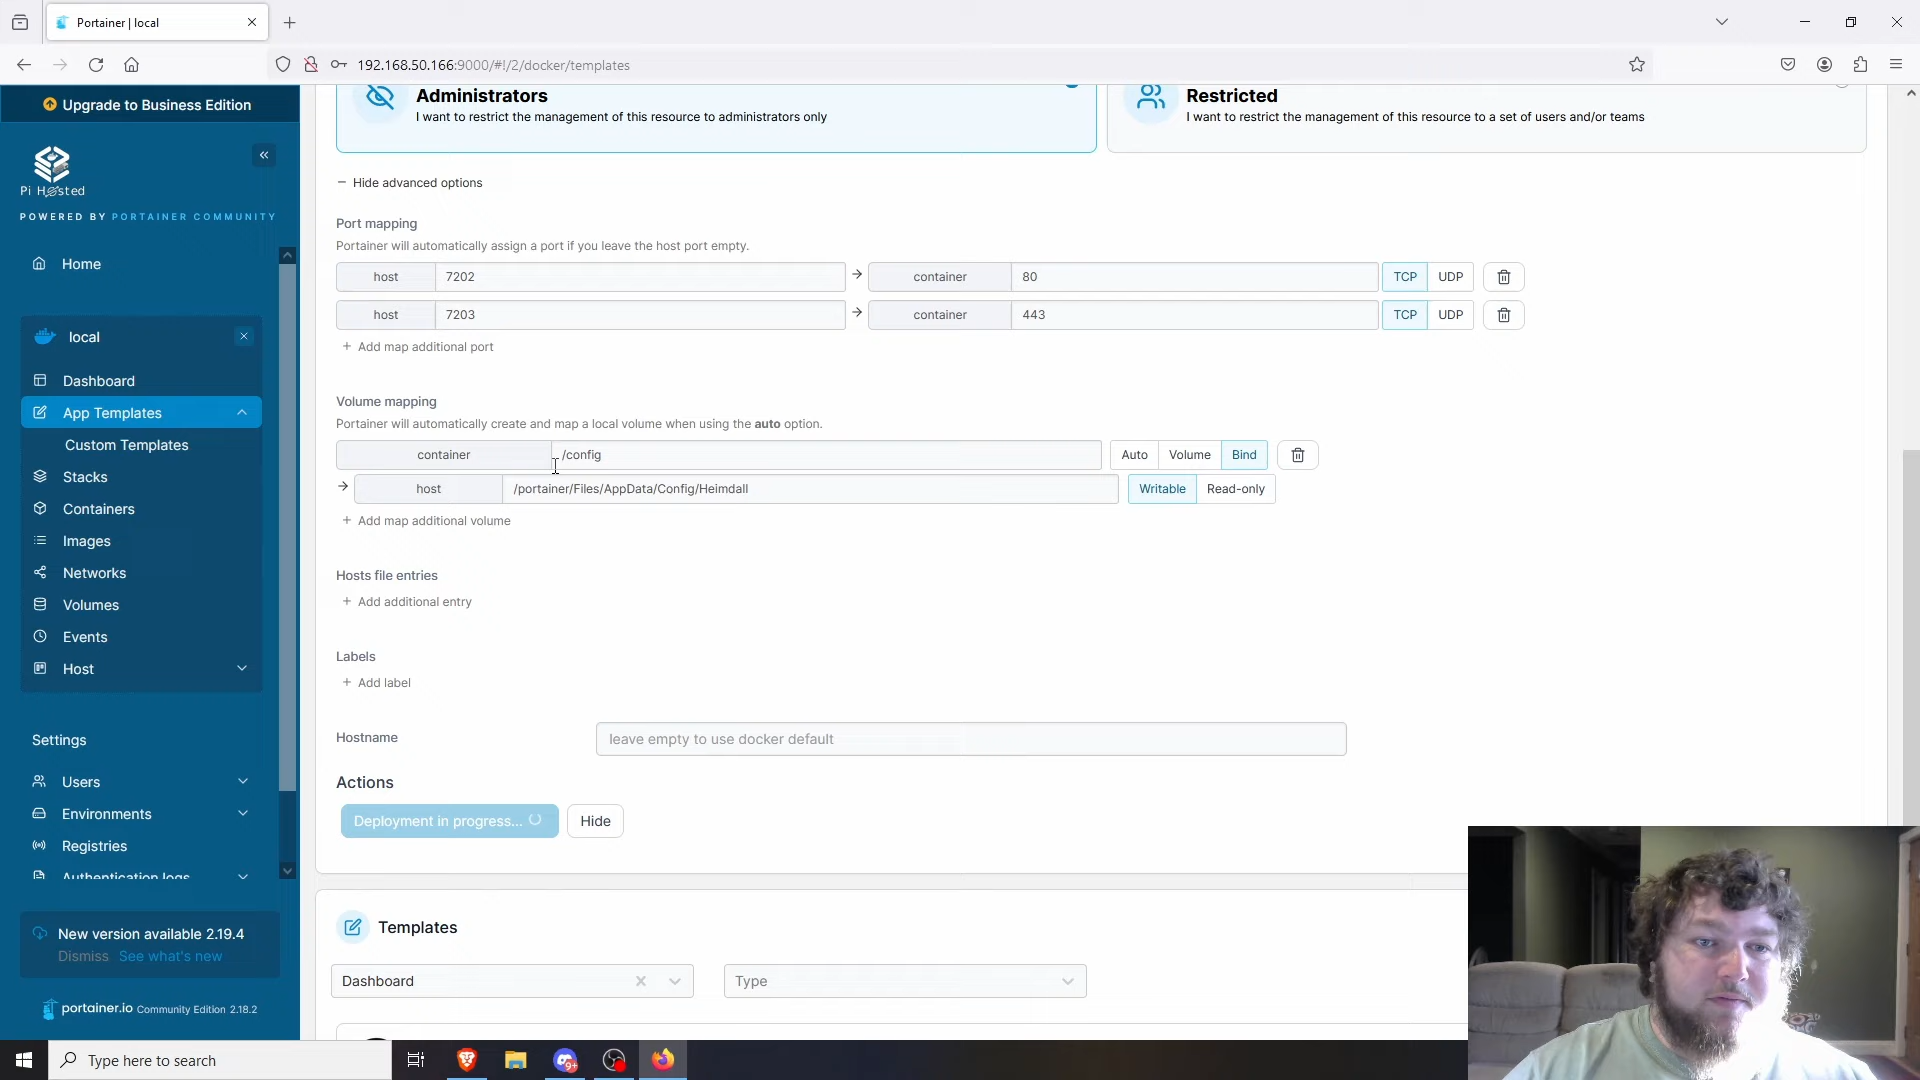 Portainer | local
192.168.50.166:9000/#!/2/docker/templates
Upgrade to Business Edition
Pi Hosted
POWERED BY PORTAINER COMMUNITY
Home
local
Dashboard
App Templates
Custom Templates
Stacks
Containers
Images
Networks
Volumes
Events
Host
Settings
Users
Environments
Registries
Authentication logs
New version available 2.19.4
Dismiss See what's new
portainer.io Community Edition 2.18.2
Administrators
I want to restrict the management of this resource to administrators only
Restricted
I want to restrict the management of this resource to a set of users and/or teams
Hide advanced options
Port mapping
Portainer will automatically assign a port if you leave the host port empty.
host 7202 container 80 TCP UDP
host 7203 container 443 TCP UDP
+ Add map additional port
Volume mapping
Portainer will automatically create and map a local volume when using the auto option.
container /config Auto Volume Bind
host /portainer/Files/AppData/Config/Heimdall Writable Read-only
+ Add map additional volume
Hosts file entries
+ Add additional entry
Labels
+ Add label
Hostname leave empty to use docker default
Actions
Deployment in progress... Hide
Templates
Dashboard Type
Type here to search
9+